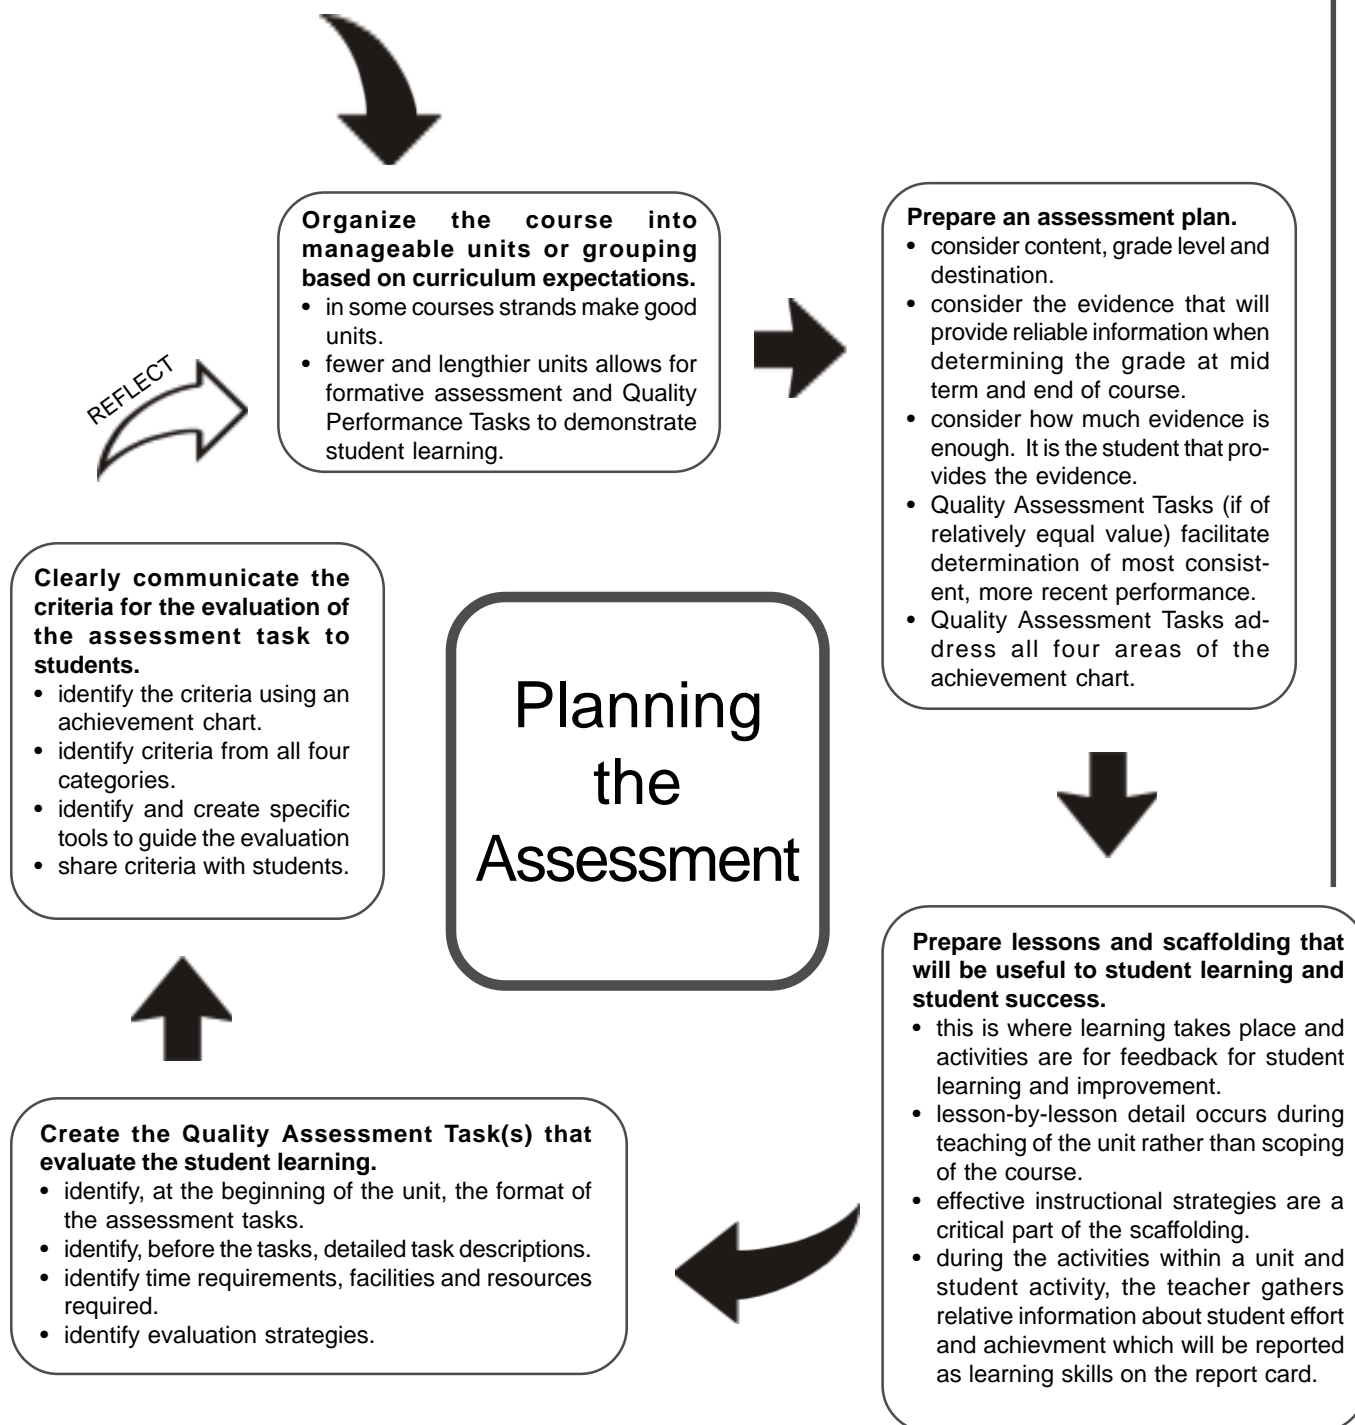 Organize the course into
manageable units or grouping
based on curriculum expectations.
• in some courses strands make good
units.
• fewer and lengthier units allows for
formative assessment and Quality
Performance Tasks to demonstrate
student learning.
Prepare an assessment plan.
• consider content, grade level and
destination.
• consider the evidence that will
provide reliable information when
determining the grade at mid
term and end of course.
• consider how much evidence is
enough. It is the student that pro-
vides the evidence.
• Quality Assessment Tasks (if of
relatively equal value) facilitate
determination of most consist-
ent, more recent performance.
• Quality Assessment Tasks ad-
dress all four areas of the
achievement chart.
Prepare lessons and scaffolding that
will be useful to student learning and
student success.
• this is where learning takes place and
activities are for feedback for student
learning and improvement.
• lesson-by-lesson detail occurs during
teaching of the unit rather than scoping
of the course.
• effective instructional strategies are a
critical part of the scaffolding.
• during the activities within a unit and
student activity, the teacher gathers
relative information about student effort
and achievment which will be reported
as learning skills on the report card.
Create the Quality Assessment Task(s) that
evaluate the student learning.
• identify, at the beginning of the unit, the format of
the assessment tasks.
• identify, before the tasks, detailed task descriptions.
• identify time requirements, facilities and resources
required.
• identify evaluation strategies.
Clearly communicate the
criteria for the evaluation of
the assessment task to
students.
• identify the criteria using an
achievement chart.
• identify criteria from all four
categories.
• identify and create specific
tools to guide the evaluation
• share criteria with students.
REFLECT
Planning
the
Assessment